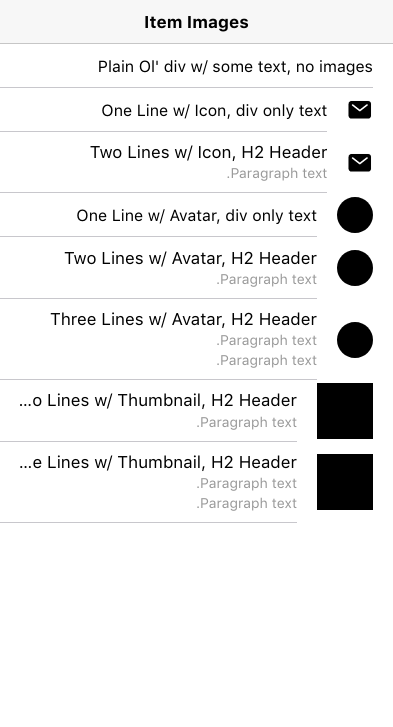 Item Images
Plain Ol' div w/ some text, no images
One Line w/ Icon, div only text
Two Lines w/ Icon, H2 Header
.Paragraph text
One Line w/ Avatar, div only text
Two Lines w/ Avatar, H2 Header
.Paragraph text
Three Lines w/ Avatar, H2 Header
.Paragraph text
.Paragraph text
...o Lines w/ Thumbnail, H2 Header
.Paragraph text
...e Lines w/ Thumbnail, H2 Header
.Paragraph text
.Paragraph text